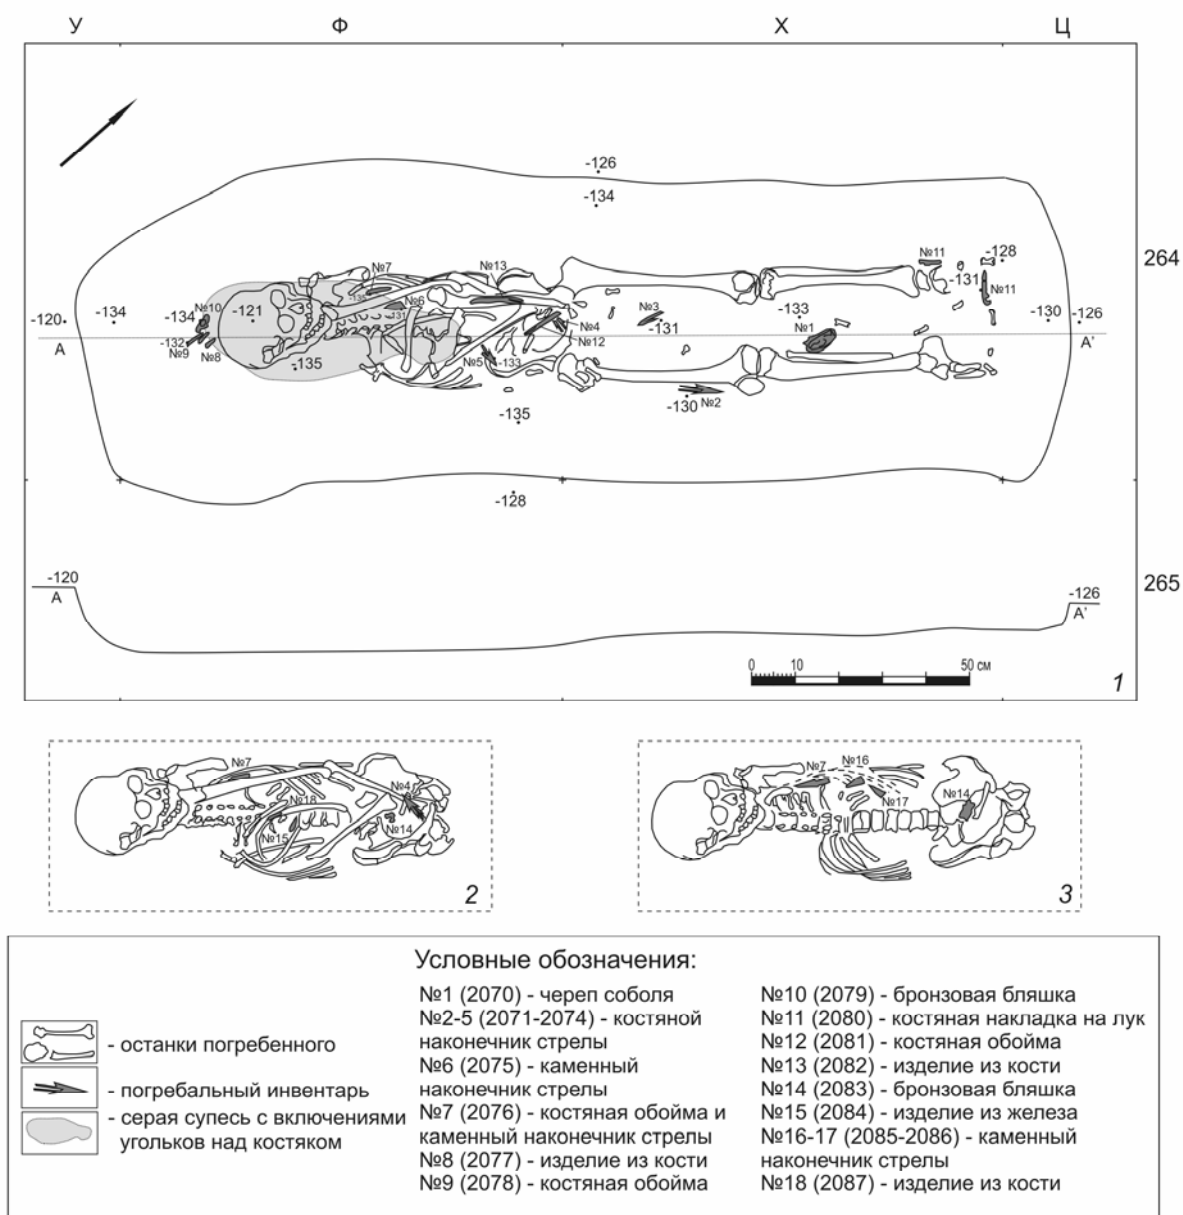 У Ф Х Ц
-126
-134
264
№7 №13 №11 -128
-135 №6 -131 №11
-120 -134 -134 №10 -121 -131 №3 -131 -133 -130 -126
№4
А -132 №12 №1 А'
№9 №8 №5 -133
-135
-130 №2
-135
-128
-120
А
265
-126
А'
0 10 50 см
1
№7
№18
№4
№15
№14
2
№7 №16
№17
№14
3
Условные обозначения:
- останки погребенного
- погребальный инвентарь
- серая супесь с включениями
угольков над костяком
№1 (2070) - череп соболя
№2-5 (2071-2074) - костяной
наконечник стрелы
№6 (2075) - каменный
наконечник стрелы
№7 (2076) - костяная обойма и
каменный наконечник стрелы
№8 (2077) - изделие из кости
№9 (2078) - костяная обойма
№10 (2079) - бронзовая бляшка
№11 (2080) - костяная накладка на лук
№12 (2081) - костяная обойма
№13 (2082) - изделие из кости
№14 (2083) - бронзовая бляшка
№15 (2084) - изделие из железа
№16-17 (2085-2086) - каменный
наконечник стрелы
№18 (2087) - изделие из кости